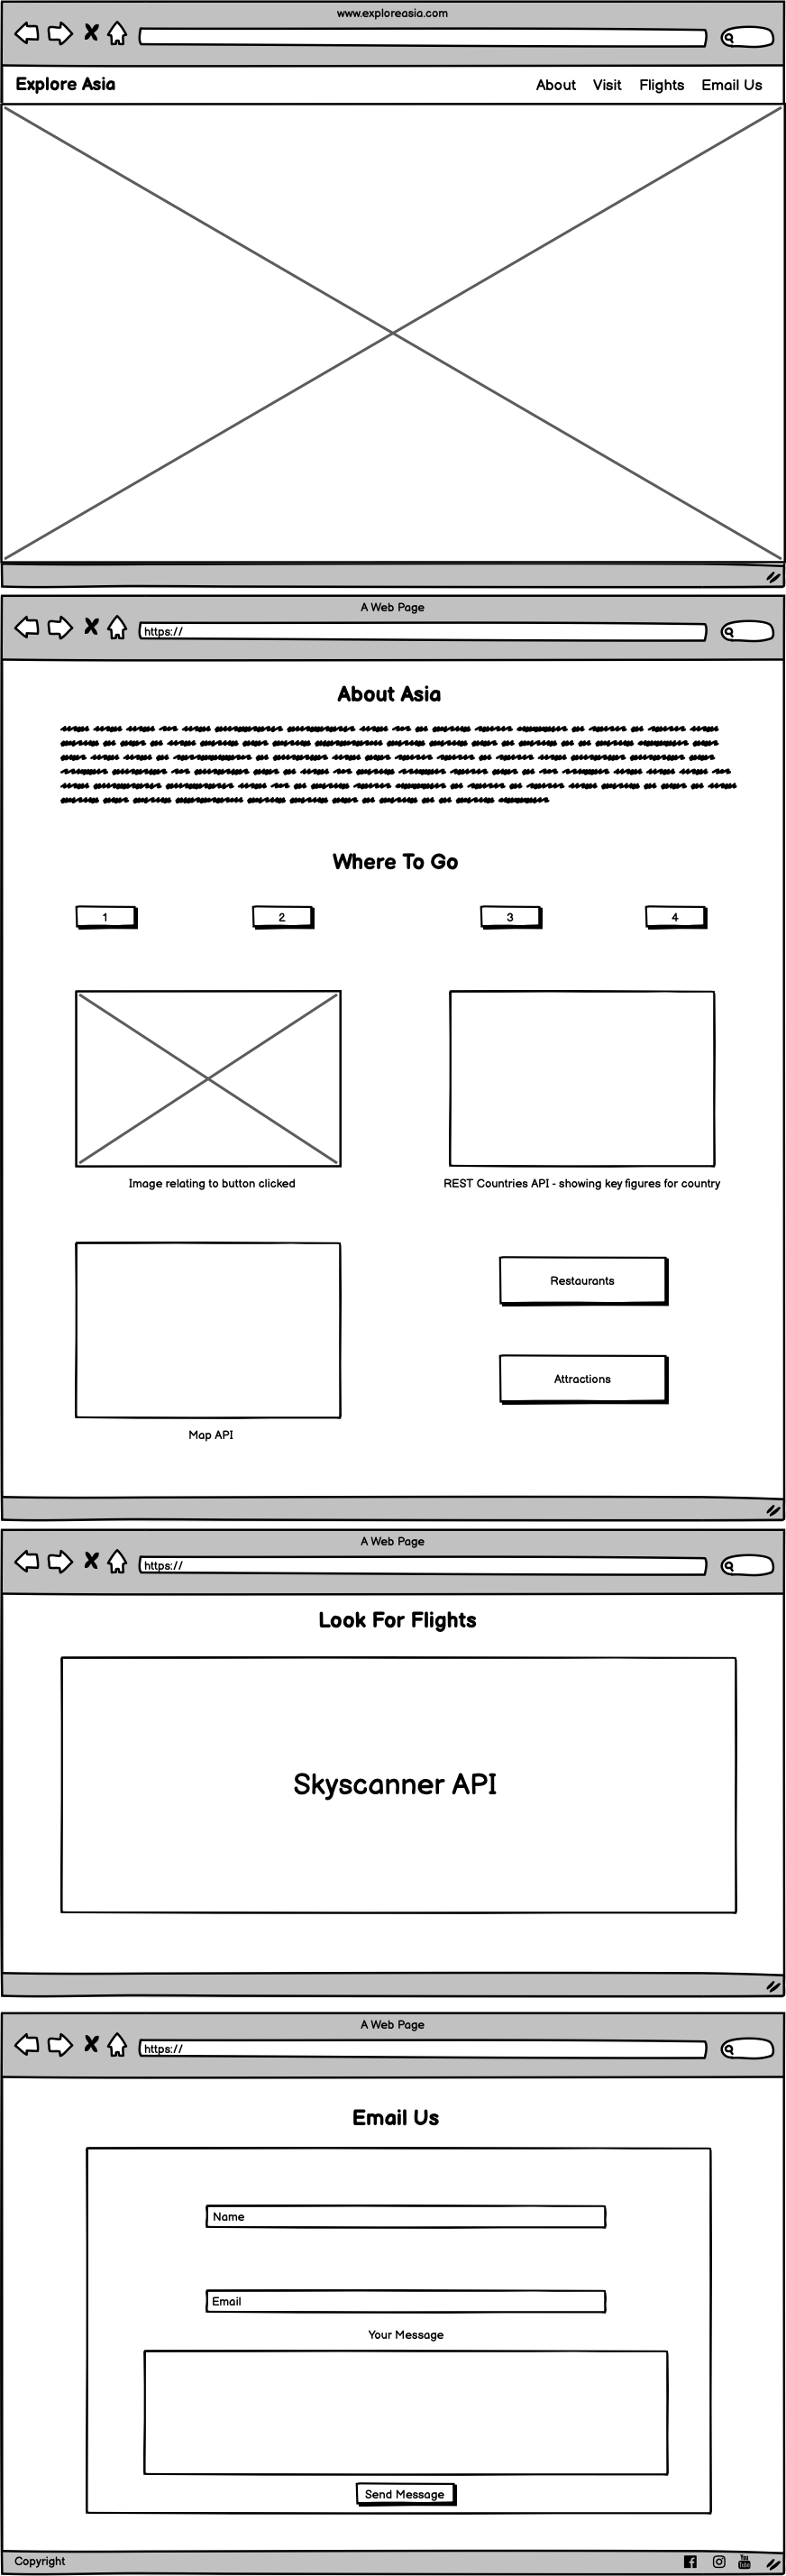 www.exploreasia.com
Explore Asia
About Visit Flights Email Us
A Web Page
https://
About Asia
Where To Go
1 2 3 4
Image relating to button clicked
REST Countries API - showing key figures for country
Restaurants
Attractions
Map API
A Web Page
https://
Look For Flights
Skyscanner API
A Web Page
https://
Email Us
Name
Email
Your Message
Send Message
Copyright
You
Tube